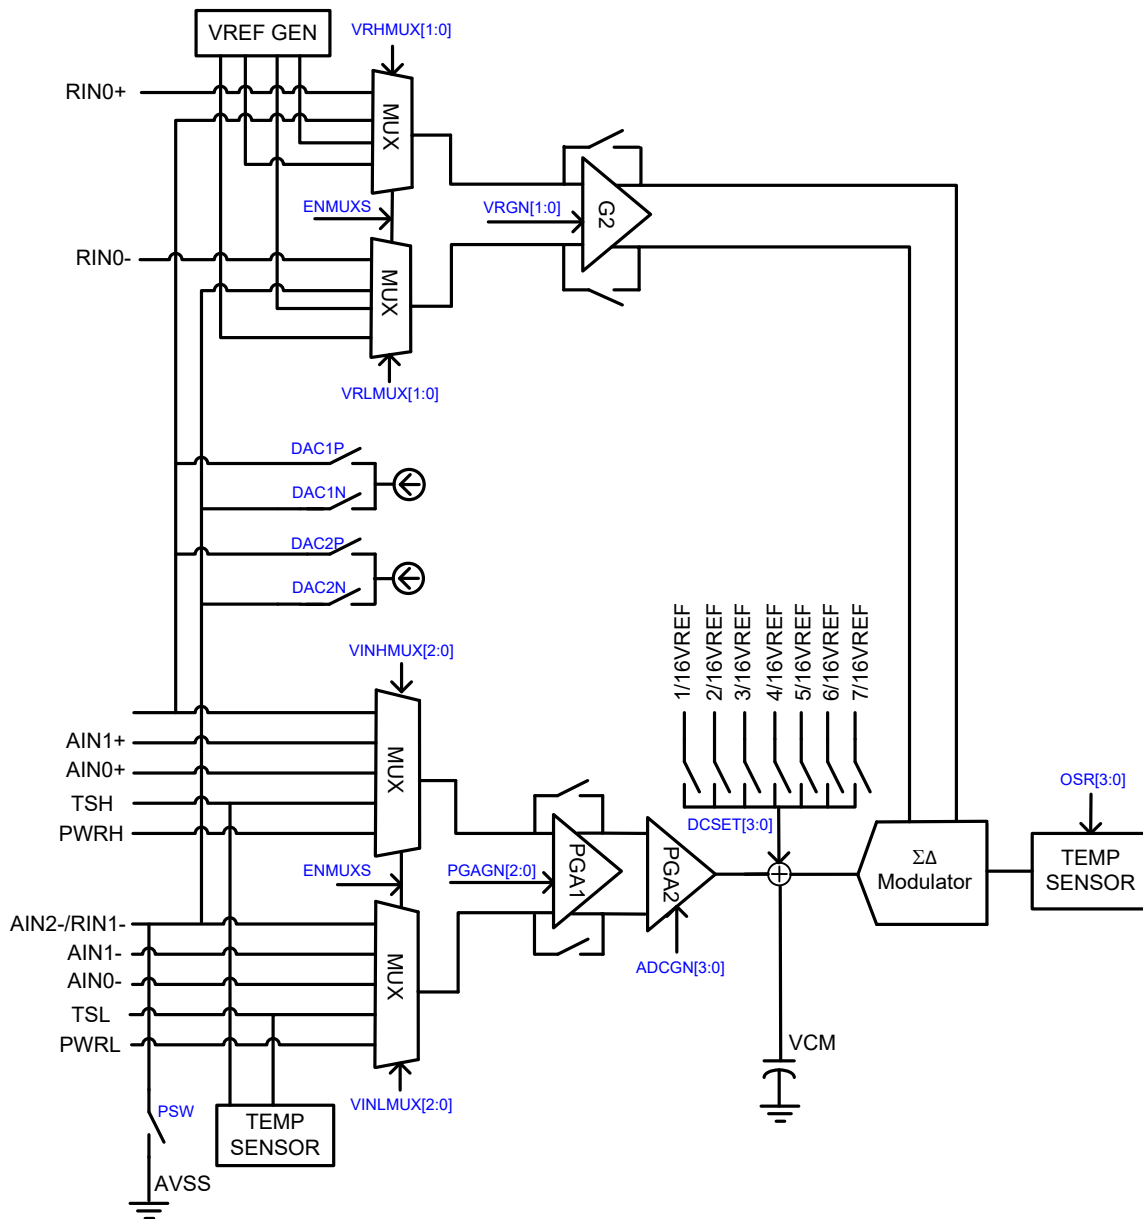 VREF GEN
VRHMUX[1:0]
RIN0+
MUX
ENMUXS
VRGN[1:0]
G2
RIN0-
MUX
VRLMUX[1:0]
DAC1P
DAC1N
DAC2P
DAC2N
1/16VREF
2/16VREF
3/16VREF
4/16VREF
5/16VREF
6/16VREF
7/16VREF
VINHMUX[2:0]
AIN1+
AIN0+
TSH
PWRH
MUX
DCSET[3:0]
OSR[3:0]
ENMUXS
PGAGN[2:0]
PGA1
PGA2
ΣΔ
Modulator
TEMP
SENSOR
AIN2-/RIN1-
AIN1-
AIN0-
TSL
PWRL
MUX
ADCGN[3:0]
VCM
VINLMUX[2:0]
PSW
TEMP
SENSOR
AVSS